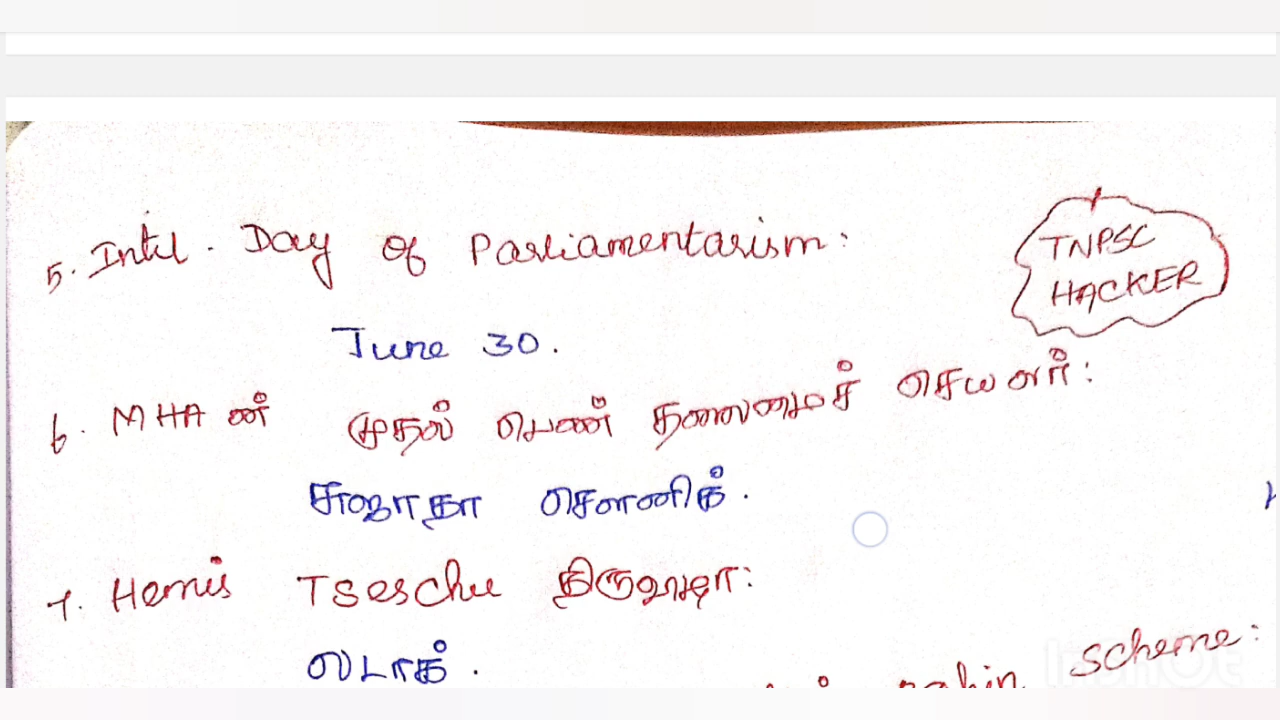 5. Intl. Day of Parliamentarism:
TNPSC
HACKER
June 30.
6. MHA ன் முதல் பெண் தலைமைச் செயலர்:
சுஜாதா சௌனிக்.
7. Hemis Tseschu திருவிழா:
லடாக்.
scheme: